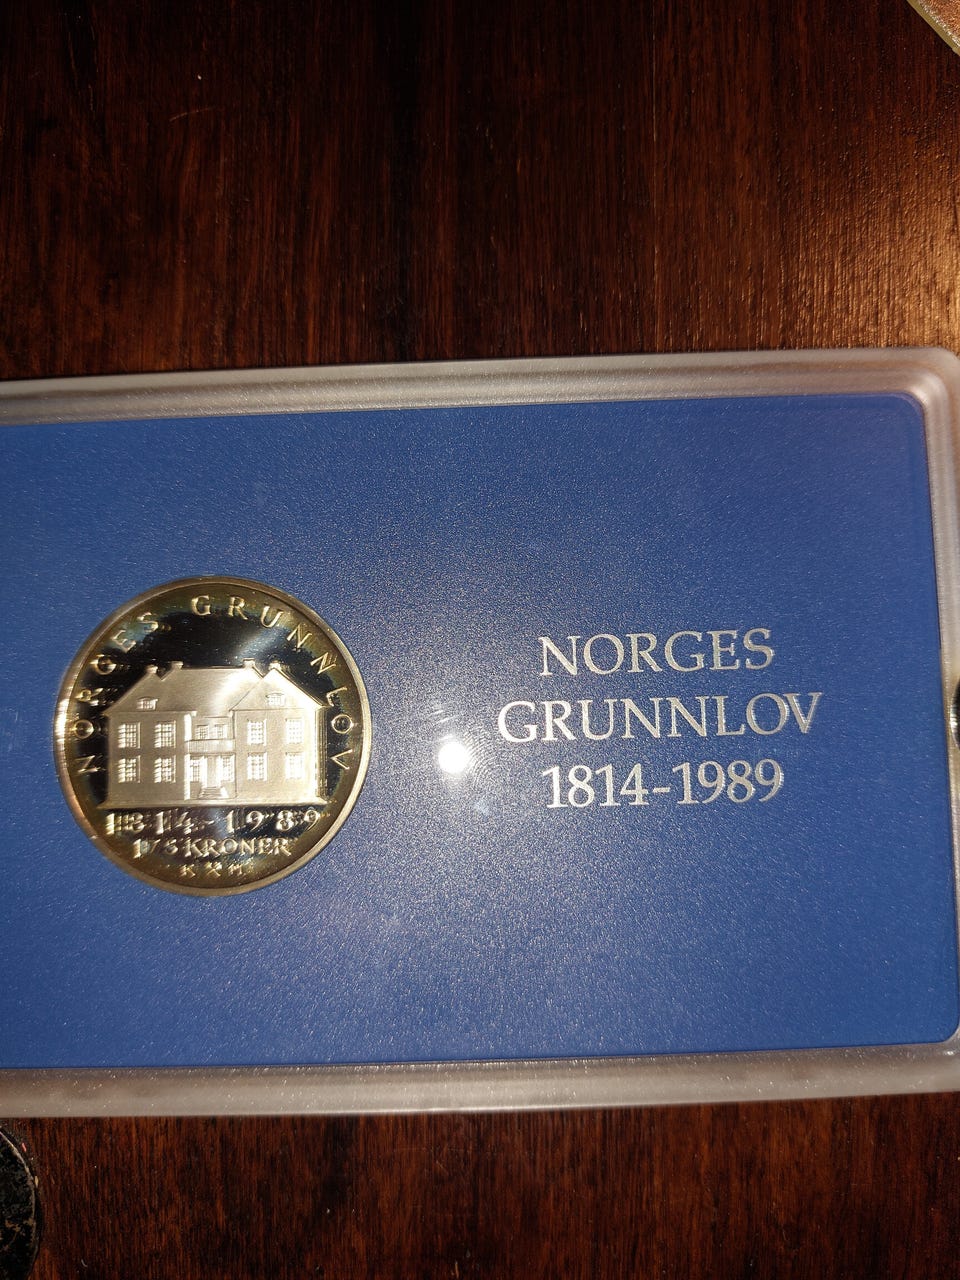 NORGES GRUNNLOV
1814-1989
175 KRONER
K ⚒ M
NORGES
GRUNNLOV
1814-1989